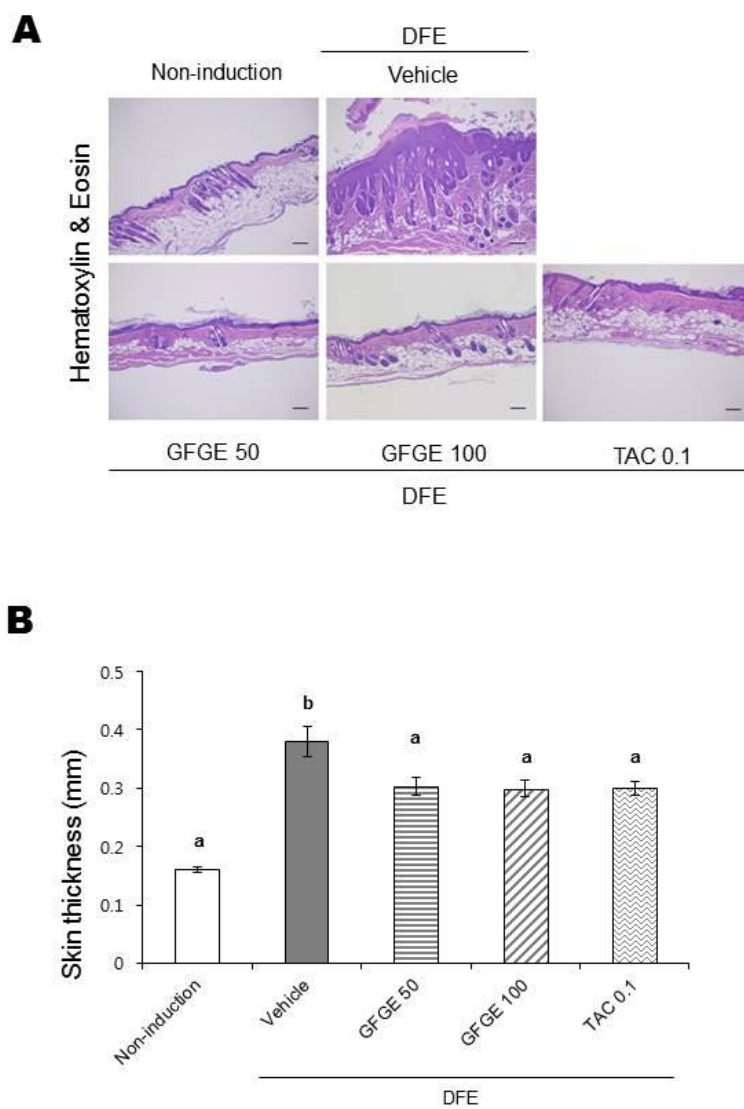 A
DFE
Non-induction Vehicle
Hematoxylin & Eosin
GFGE 50 GFGE 100 TAC 0.1
DFE
B
Skin thickness (mm)
0.5
0.4
0.3
0.2
0.1
0
a b a a a
Non-induction Vehicle GFGE 50 GFGE 100 TAC 0.1
DFE